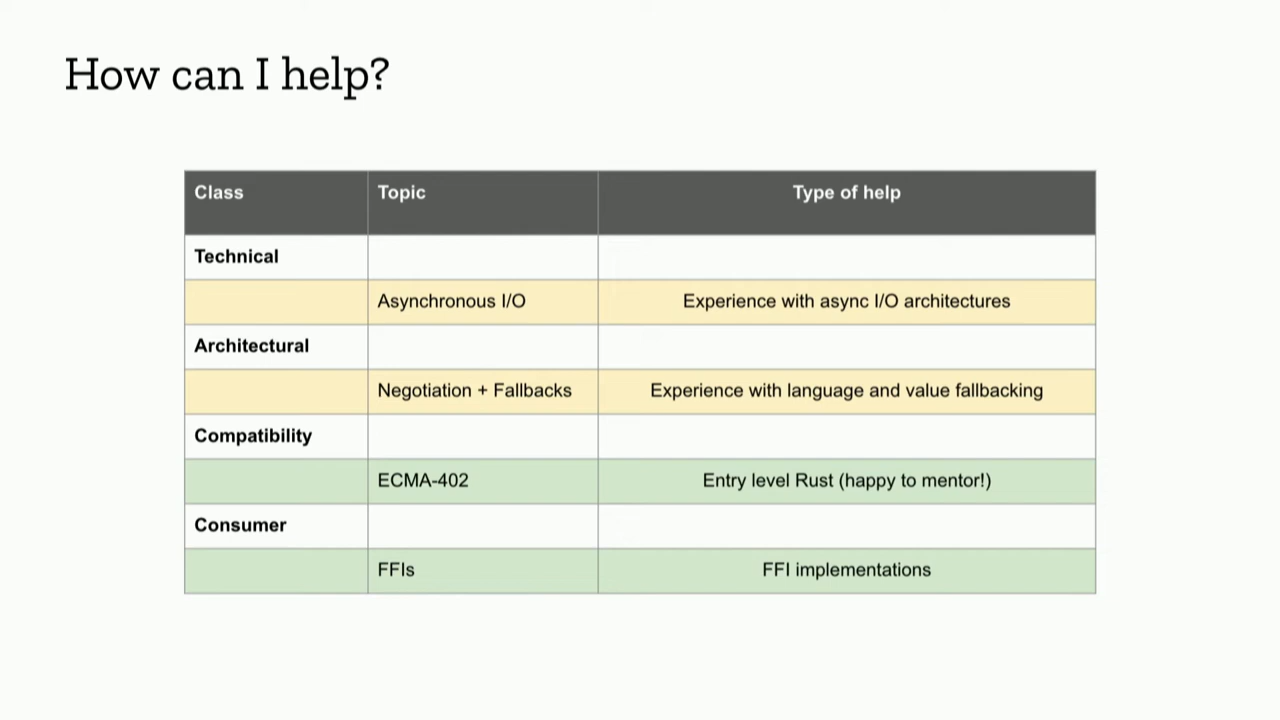 How can I help?
Class Topic Type of help
Technical
Asynchronous I/O Experience with async I/O architectures
Architectural
Negotiation + Fallbacks Experience with language and value fallbacking
Compatibility
ECMA-402 Entry level Rust (happy to mentor!)
Consumer
FFIs FFI implementations